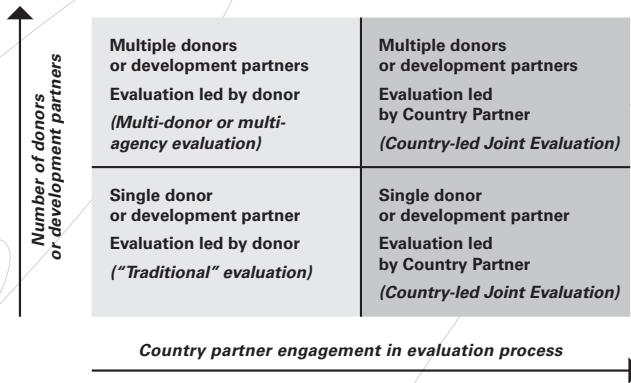 Number of donors
or development partners
Multiple donors
or development partners
Evaluation led by donor
(Multi-donor or multi-
agency evaluation)
Multiple donors
or development partners
Evaluation led
by Country Partner
(Country-led Joint Evaluation)
Single donor
or development partner
Evaluation led by donor
(“Traditional” evaluation)
Single donor
or development partner
Evaluation led
by Country Partner
(Country-led Joint Evaluation)
Country partner engagement in evaluation process